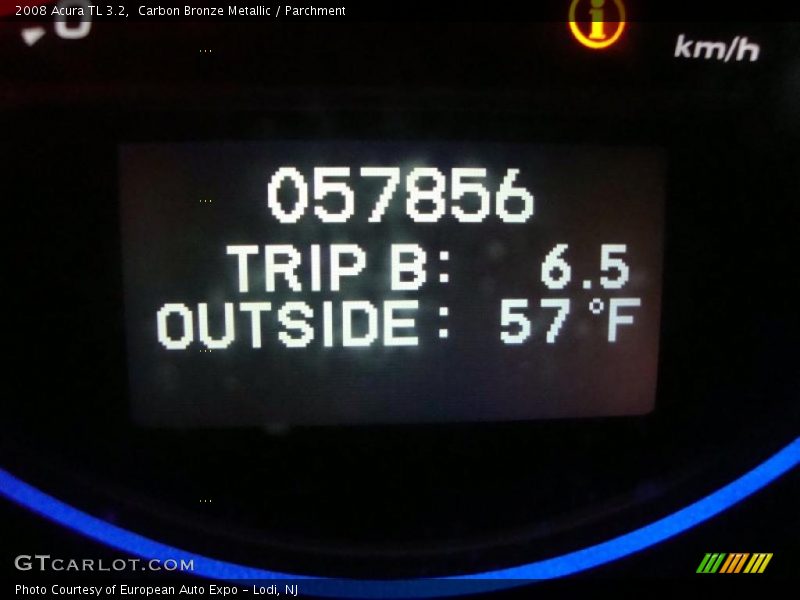 2008 Acura TL 3.2, Carbon Bronze Metallic / Parchment
0
i
km/h
057856
TRIP B: 6.5
OUTSIDE: 57°F
GTCARLOT.COM
Photo Courtesy of European Auto Expo - Lodi, NJ